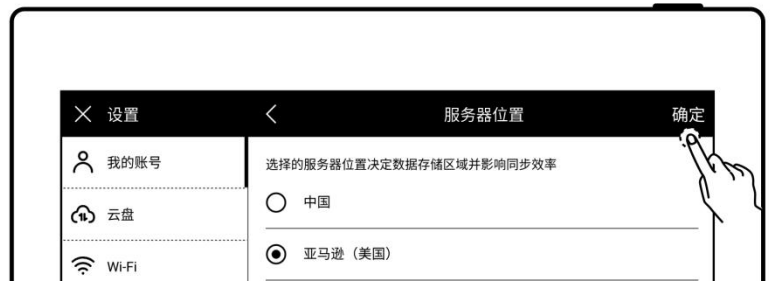 设置
服务器位置
确定
我的账号
云盘
Wi-Fi
选择的服务器位置决定数据存储区域并影响同步效率
中国
亚马逊（美国）